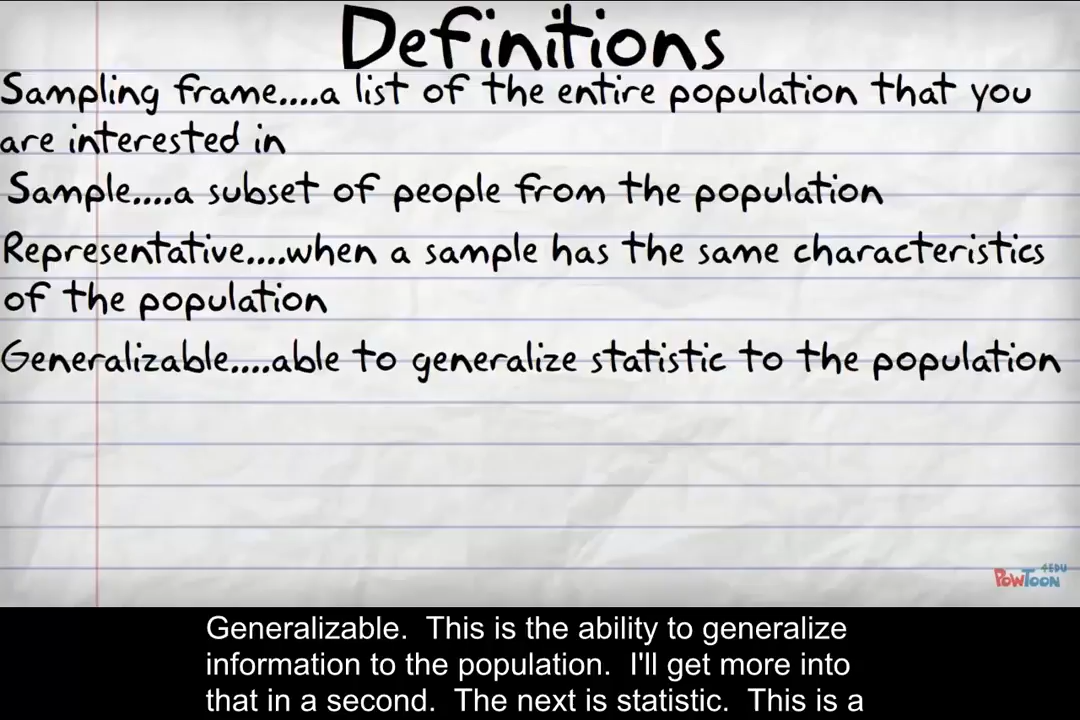 Definitions
Sampling frame....a list of the entire population that you
are interested in
Sample....a subset of people from the population
Representative....when a sample has the same characteristics
of the population
Generalizable....able to generalize statistic to the population
4EDU
POWTOON
Generalizable.  This is the ability to generalize
information to the population.  I'll get more into
that in a second.  The next is statistic.  This is a